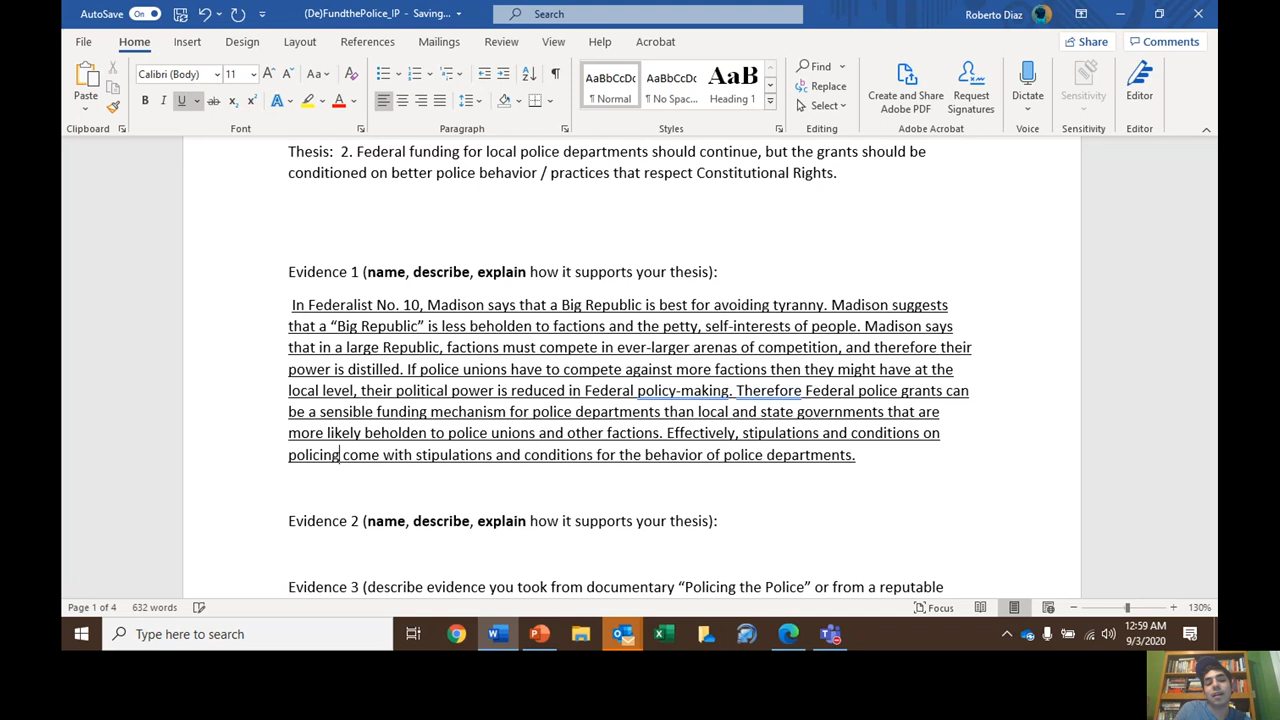 AutoSave On (De)FundthePolice_IP - Saving... Search Roberto Diaz
File Home Insert Design Layout References Mailings Review View Help Acrobat Share Comments
Paste Calibri (Body) 11 Aa AaBbCcDc AaBbCcDc AaB Find Replace Select Create and Share Adobe PDF Request Signatures Dictate Sensitivity Editor
B I U ab x₂ x² A A ¶ Normal ¶ No Spac... Heading 1
Clipboard Font Paragraph Styles Editing Adobe Acrobat Voice Sensitivity Editor
Thesis: 2. Federal funding for local police departments should continue, but the grants should be
conditioned on better police behavior / practices that respect Constitutional Rights.
Evidence 1 (name, describe, explain how it supports your thesis):
In Federalist No. 10, Madison says that a Big Republic is best for avoiding tyranny. Madison suggests
that a “Big Republic” is less beholden to factions and the petty, self-interests of people. Madison says
that in a large Republic, factions must compete in ever-larger arenas of competition, and therefore their
power is distilled. If police unions have to compete against more factions then they might have at the
local level, their political power is reduced in Federal policy-making. Therefore Federal police grants can
be a sensible funding mechanism for police departments than local and state governments that are
more likely beholden to police unions and other factions. Effectively, stipulations and conditions on
policing come with stipulations and conditions for the behavior of police departments.
Evidence 2 (name, describe, explain how it supports your thesis):
Evidence 3 (describe evidence you took from documentary “Policing the Police” or from a reputable
Page 1 of 4 632 words Focus 130%
Type here to search 12:59 AM
9/3/2020